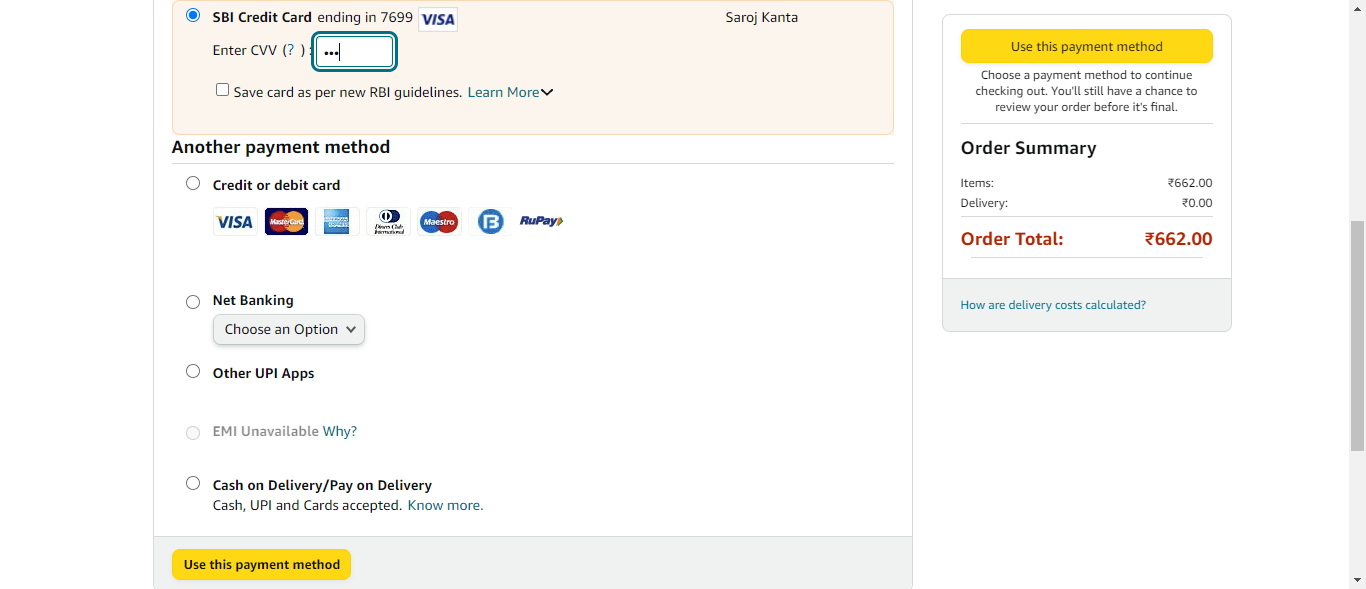 SBI Credit Card ending in 7699 VISA Saroj Kanta
Enter CVV (? ) :
Save card as per new RBI guidelines. Learn More
Another payment method
Credit or debit card
VISA MasterCard AMERICAN EXPRESS Diners Club International Maestro B RuPay
Net Banking
Choose an Option
Other UPI Apps
EMI Unavailable Why?
Cash on Delivery/Pay on Delivery
Cash, UPI and Cards accepted. Know more.
Use this payment method
Use this payment method
Choose a payment method to continue
checking out. You'll still have a chance to
review your order before it's final.
Order Summary
Items: ₹662.00
Delivery: ₹0.00
Order Total: ₹662.00
How are delivery costs calculated?